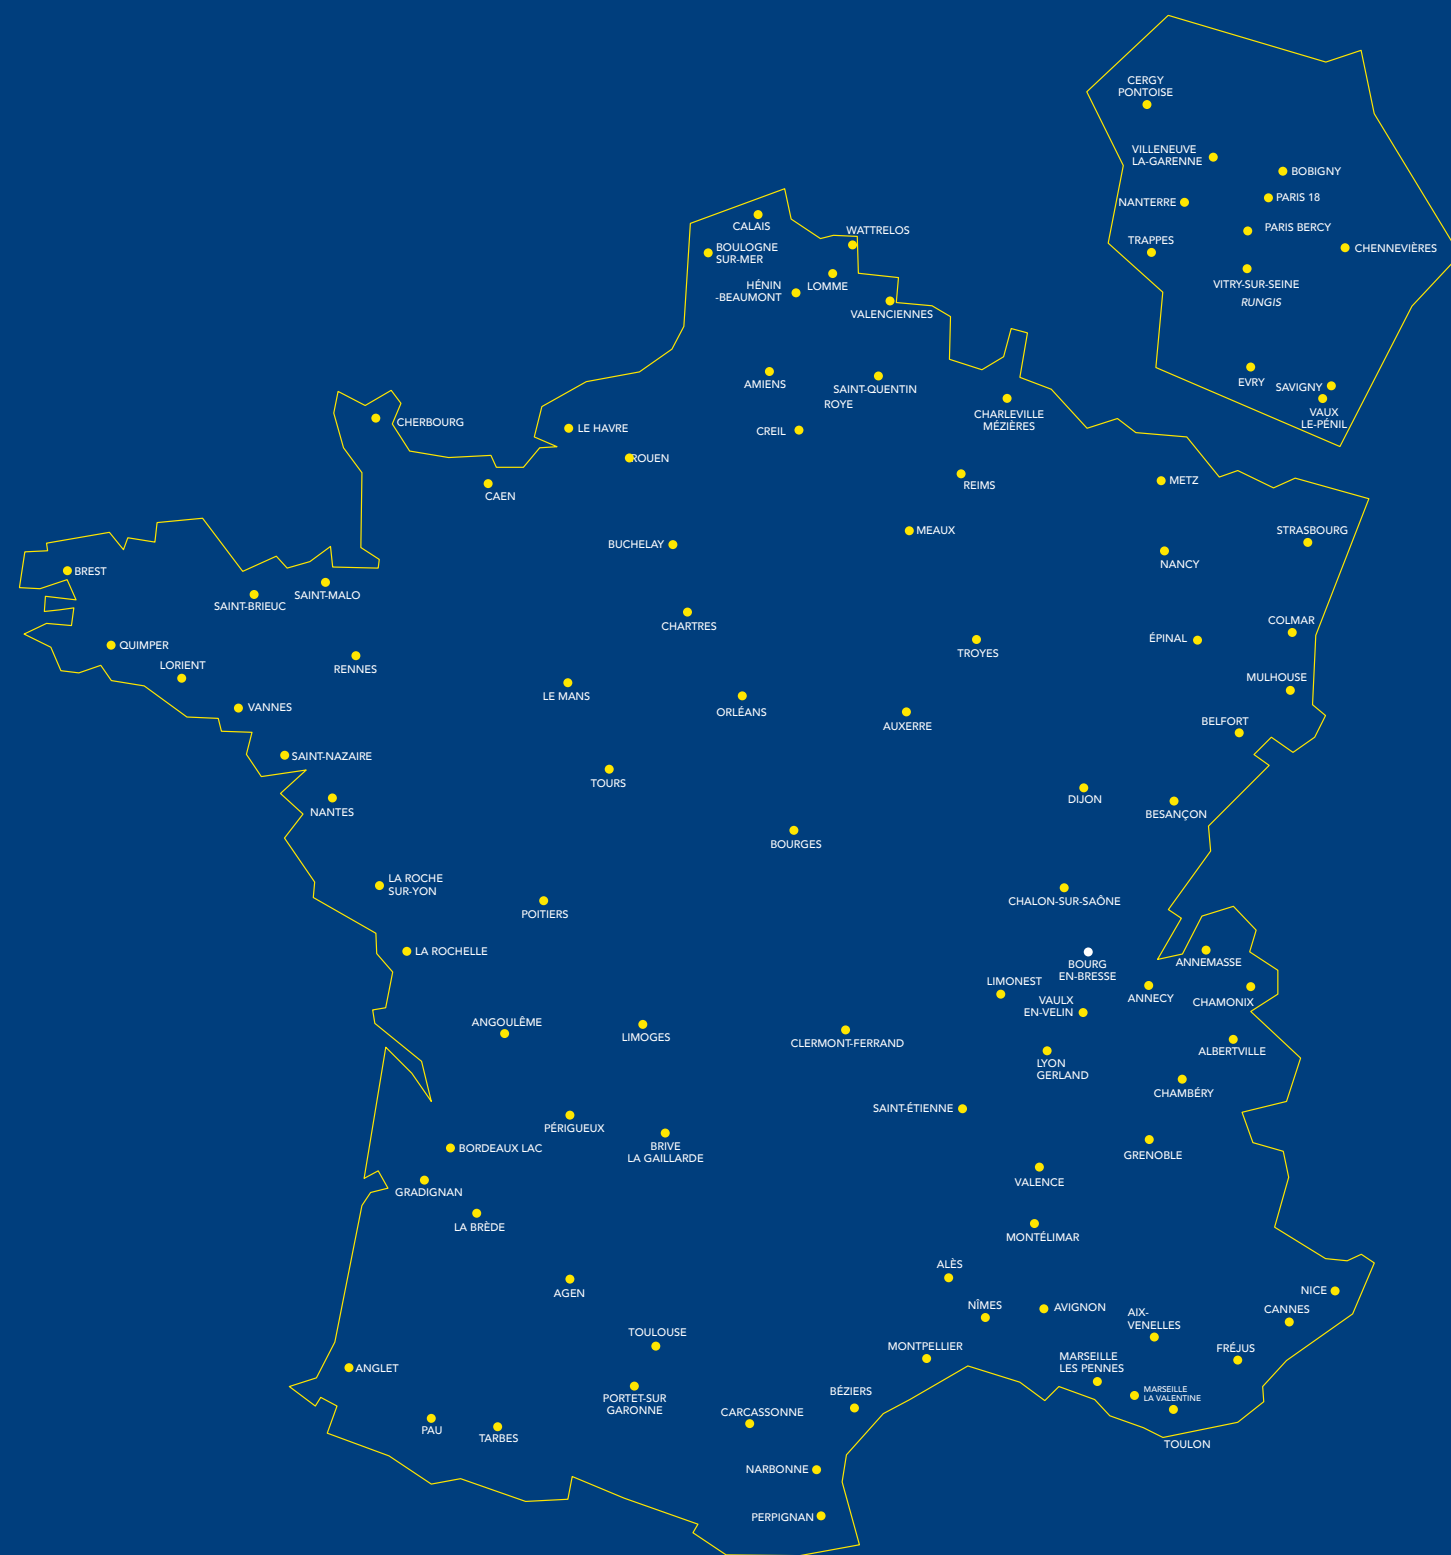 CERGY
PONTOISE
VILLENEUVE
LA-GARENNE
BOBIGNY
PARIS 18
NANTERRE
PARIS BERCY
TRAPPES
CHENNEVIÈRES
VITRY-SUR-SEINE
RUNGIS
EVRY
SAVIGNY
VAUX
LE-PÉNIL
CALAIS
WATTRELOS
BOULOGNE
SUR-MER
LOMME
HÉNIN
-BEAUMONT
VALENCIENNES
AMIENS
SAINT-QUENTIN
ROYE
CHARLEVILLE
MÉZIÈRES
CHERBOURG
LE HAVRE
CREIL
ROUEN
CAEN
REIMS
METZ
MEAUX
STRASBOURG
BUCHELAY
NANCY
BREST
SAINT-BRIEUC
SAINT-MALO
CHARTRES
COLMAR
QUIMPER
ÉPINAL
TROYES
LORIENT
RENNES
MULHOUSE
LE MANS
VANNES
ORLÉANS
AUXERRE
BELFORT
SAINT-NAZAIRE
TOURS
DIJON
NANTES
BESANÇON
BOURGES
LA ROCHE
SUR-YON
CHALON-SUR-SAÔNE
POITIERS
LA ROCHELLE
BOURG
EN-BRESSE
ANNEMASSE
LIMONEST
ANNECY
CHAMONIX
VAULX
EN-VELIN
ANGOULÊME
LIMOGES
CLERMONT-FERRAND
ALBERTVILLE
LYON
GERLAND
CHAMBÉRY
SAINT-ÉTIENNE
PÉRIGUEUX
BRIVE
LA GAILLARDE
BORDEAUX LAC
GRENOBLE
VALENCE
GRADIGNAN
LA BRÈDE
MONTÉLIMAR
ALÈS
AGEN
NICE
NÎMES
AVIGNON
AIX-
VENELLES
CANNES
TOULOUSE
MONTPELLIER
FRÉJUS
MARSEILLE
LES PENNES
ANGLET
MARSEILLE
LA VALENTINE
PORTET-SUR
GARONNE
BÉZIERS
CARCASSONNE
PAU
TARBES
TOULON
NARBONNE
PERPIGNAN